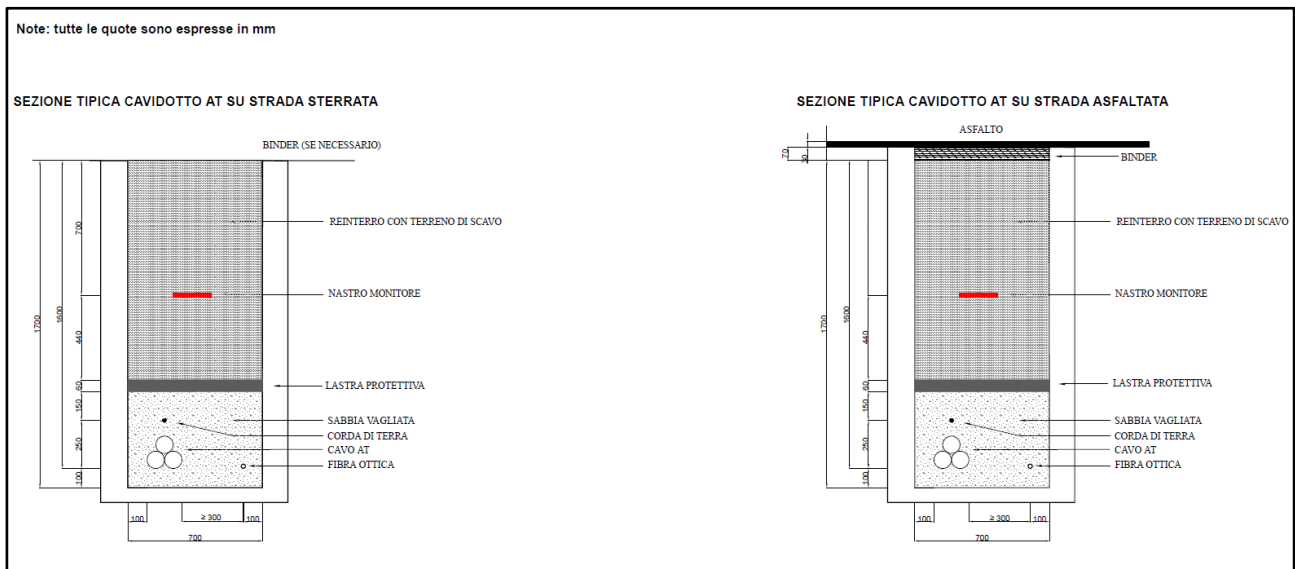 Note: tutte le quote sono espresse in mm
SEZIONE TIPICA CAVIDOTTO AT SU STRADA STERRATA
BINDER (SE NECESSARIO)
REINTERRO CON TERRENO DI SCAVO
NASTRO MONITORE
LASTRA PROTETTIVA
SABBIA VAGLIATA
CORDA DI TERRA
CAVO AT
FIBRA OTTICA
1700
1600
700
440
60
150
250
100
100
≥ 300
100
700
SEZIONE TIPICA CAVIDOTTO AT SU STRADA ASFALTATA
ASFALTO
BINDER
REINTERRO CON TERRENO DI SCAVO
NASTRO MONITORE
LASTRA PROTETTIVA
SABBIA VAGLIATA
CORDA DI TERRA
CAVO AT
FIBRA OTTICA
70
30
1700
1600
440
60
150
250
100
100
≥ 300
100
700